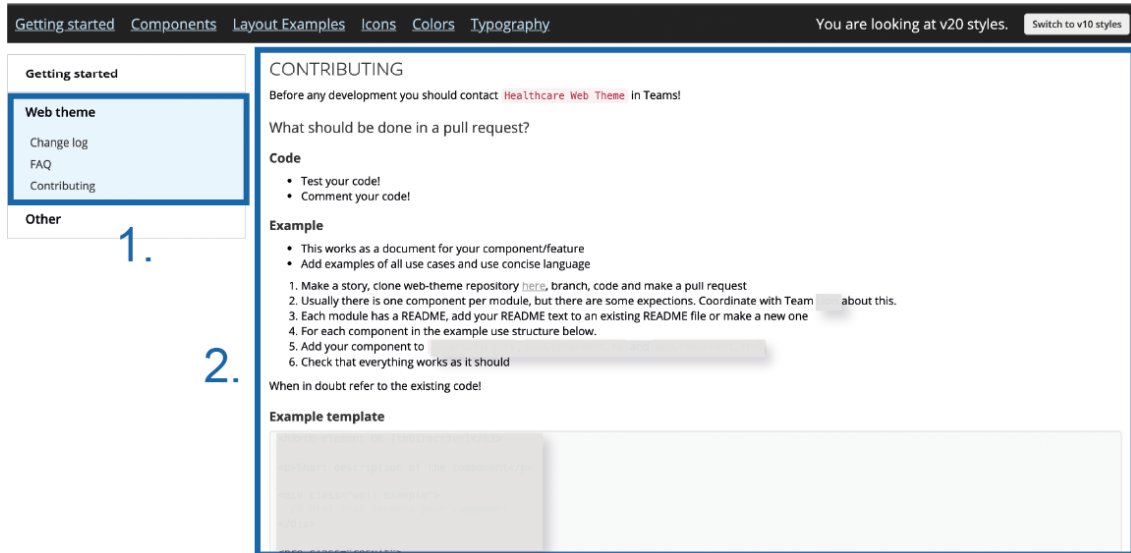 Getting started Components Layout Examples Icons Colors Typography You are looking at v20 styles. Switch to v10 styles
Getting started
Web theme
Change log
FAQ
Contributing
Other
1.
2.
CONTRIBUTING
Before any development you should contact Healthcare Web Theme in Teams!
What should be done in a pull request?
Code
• Test your code!
• Comment your code!
Example
• This works as a document for your component/feature
• Add examples of all use cases and use concise language
1. Make a story, clone web-theme repository here, branch, code and make a pull request
2. Usually there is one component per module, but there are some expections. Coordinate with Team about this.
3. Each module has a README, add your README text to an existing README file or make a new one
4. For each component in the example use structure below.
5. Add your component to
6. Check that everything works as it should
When in doubt refer to the existing code!
Example template